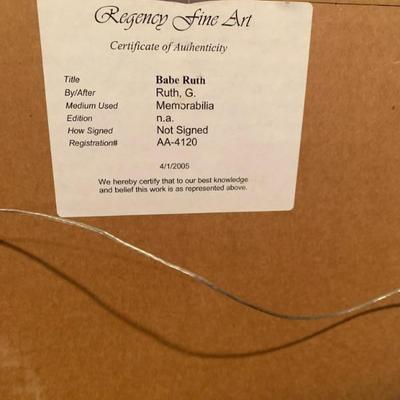 Regency Fine Art
Certificate of Authenticity
Title Babe Ruth
By/After Ruth, G.
Medium Used Memorabilia
Edition n.a.
How Signed Not Signed
Registration# AA-4120
4/1/2005
We hereby certify that to our best knowledge
and belief this work is as represented above.